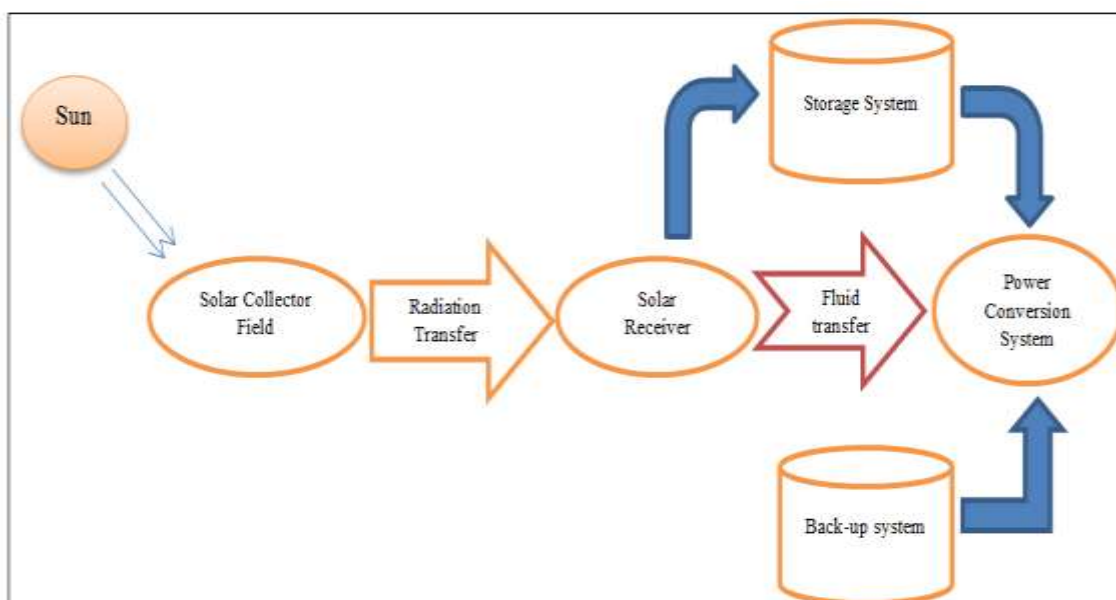 Sun
Storage System
Solar Collector
Field
Radiation
Transfer
Solar
Receiver
Fluid
transfer
Power
Conversion
System
Back-up system